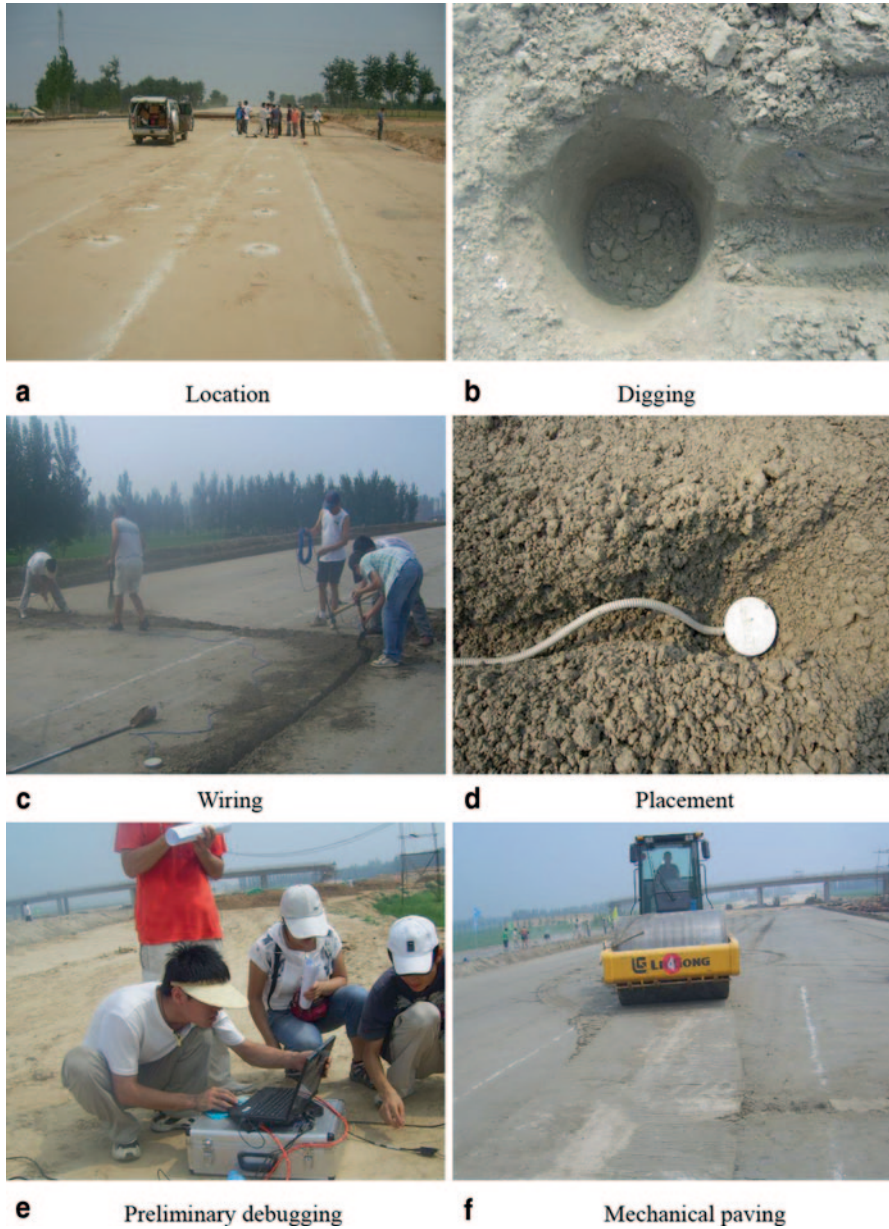 a Location
b Digging
c Wiring
d Placement
e Preliminary debugging
f Mechanical paving